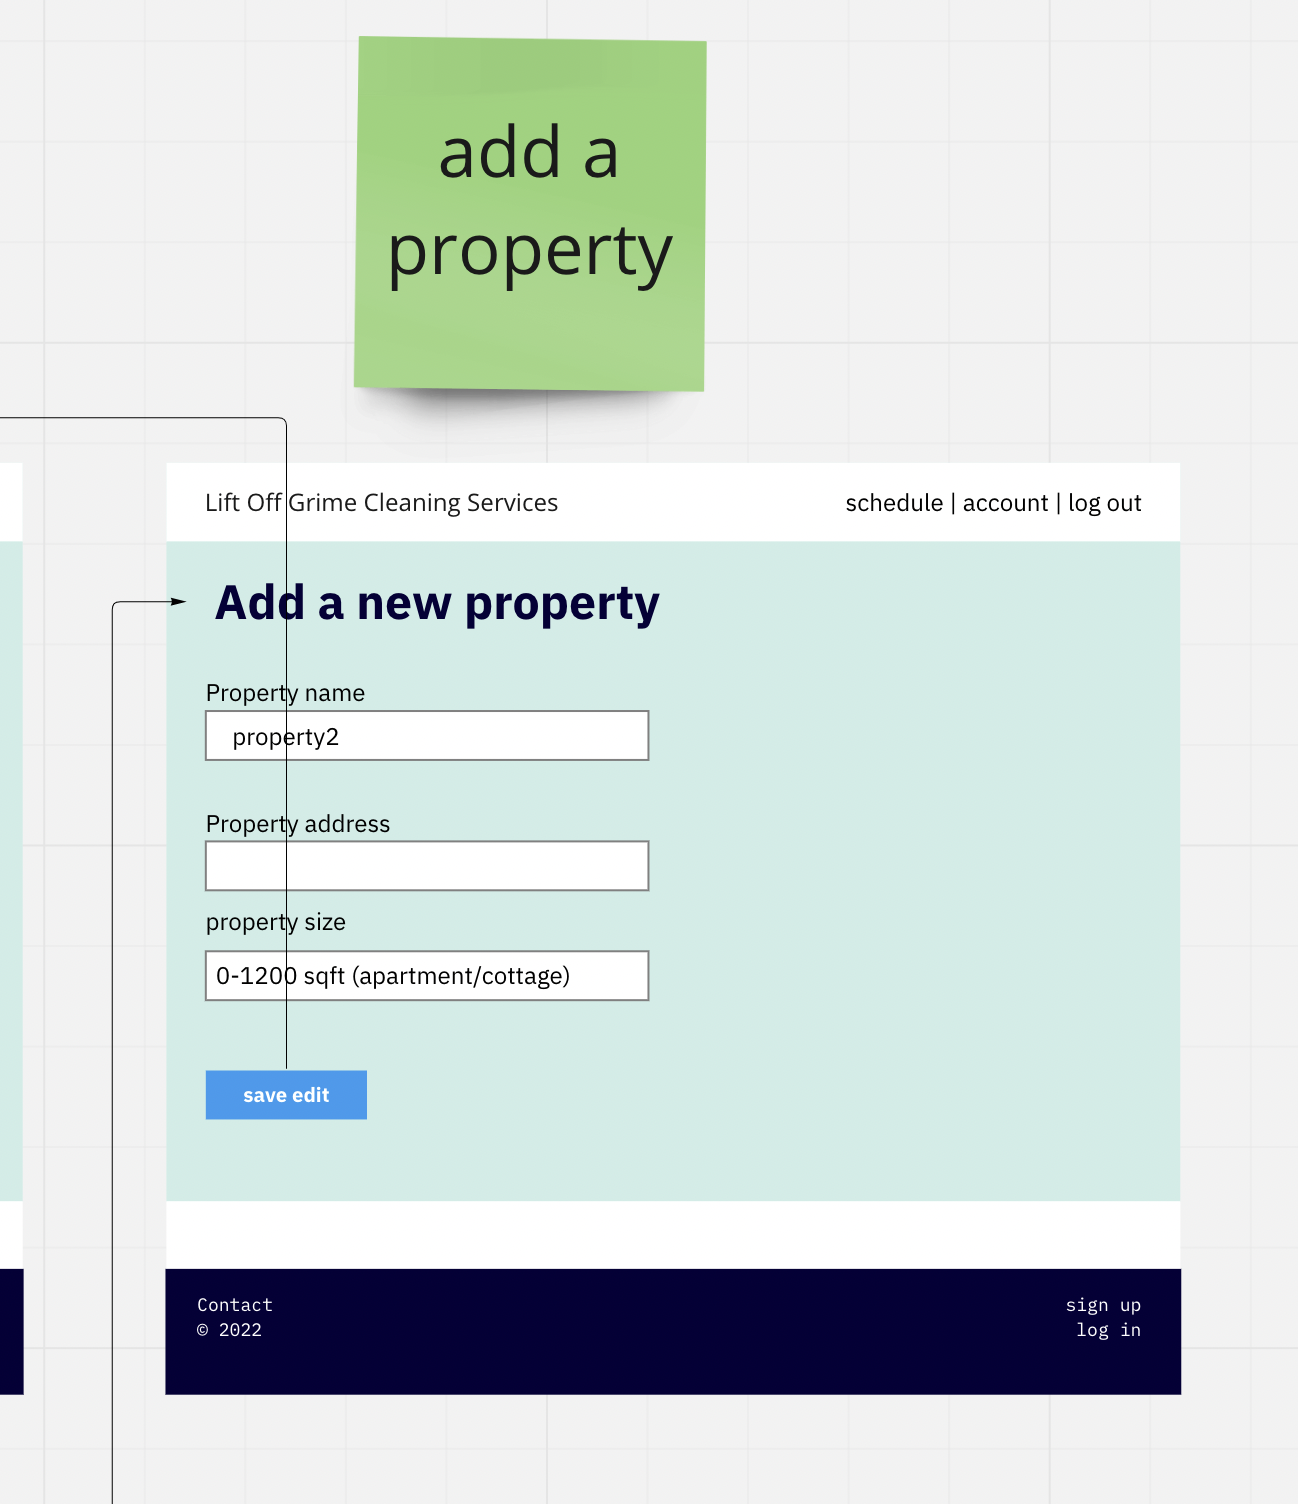 add a
property
Lift Off Grime Cleaning Services
schedule | account | log out
Add a new property
Property name
property2
Property address
property size
0-1200 sqft (apartment/cottage)
save edit
Contact
© 2022
sign up
log in